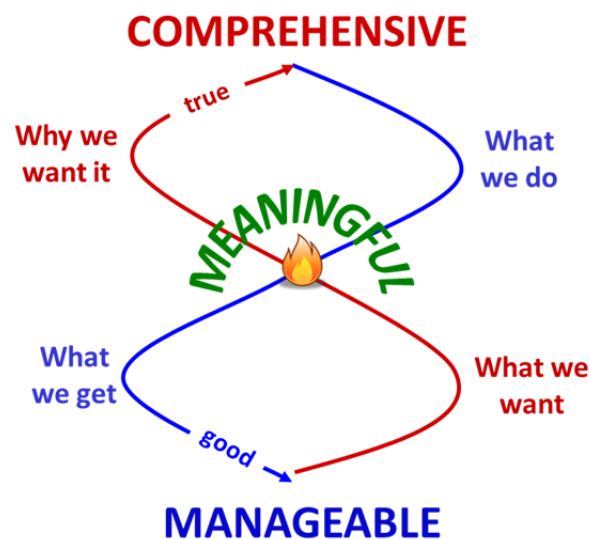 COMPREHENSIVE
true
Why we
want it
What
we do
MEANINGFUL
What
we get
What we
want
good
MANAGEABLE